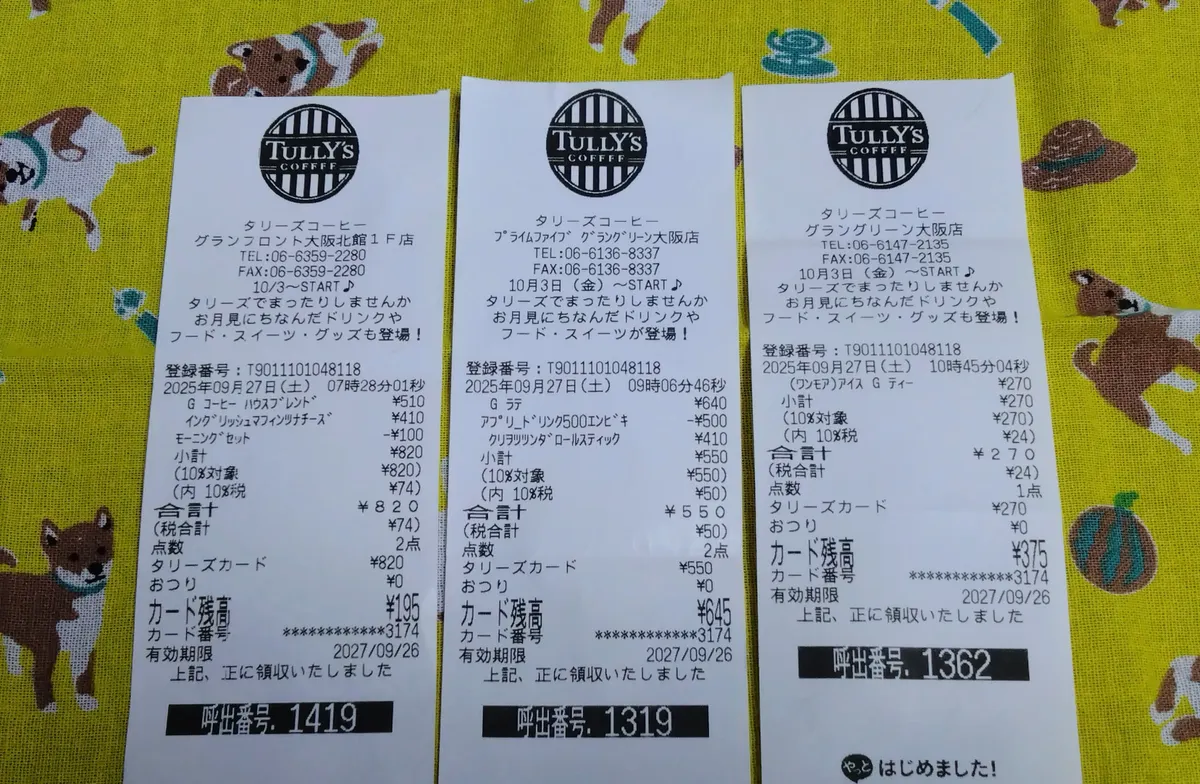 TULLY'S
COFFEE
タリーズコーヒー
グランフロント大阪北館１Ｆ店
TEL:06-6359-2280
FAX:06-6359-2280
10/3～START♪
タリーズでまったりしませんか
お月見にちなんだドリンクや
フード・スイーツ・グッズも登場！
登録番号：T9011101048118
2025年09月27日(土) 07時28分01秒
G コーヒー ハウスブレンド ¥510
イングリッシュマフィンツナチーズ ¥410
モーニングセット -¥100
小計 ¥820
(10%対象 ¥820)
(内 10%税 ¥74)
合計 ¥820
(税合計 ¥74)
点数 2点
タリーズカード ¥820
おつり ¥0
カード残高 ¥195
カード番号 ************3174
有効期限 2027/09/26
上記、正に領収いたしました
呼出番号. 1419
TULLY'S
COFFEE
タリーズコーヒー
プライムファイブ グラングリーン大阪店
TEL:06-6136-8337
FAX:06-6136-8337
10月3日（金）～START♪
タリーズでまったりしませんか
お月見にちなんだドリンクや
フード・スイーツが登場！
登録番号：T9011101048118
2025年09月27日(土) 09時06分46秒
G ラテ ¥640
アプリ_ドリンク500エンビキ -¥500
クリヲツツンダロールスティック ¥410
小計 ¥550
(10%対象 ¥550)
(内 10%税 ¥50)
合計 ¥550
(税合計 ¥50)
点数 2点
タリーズカード ¥550
おつり ¥0
カード残高 ¥645
カード番号 ************3174
有効期限 2027/09/26
上記、正に領収いたしました
呼出番号. 1319
TULLY'S
COFFEE
タリーズコーヒー
グラングリーン大阪店
TEL:06-6147-2135
FAX:06-6147-2135
10月3日（金）～START♪
タリーズでまったりしませんか
お月見にちなんだドリンクや
フード・スイーツ・グッズも登場！
登録番号：T9011101048118
2025年09月27日(土) 10時45分04秒
(ワンモア)アイス G ティー ¥270
小計 ¥270
(10%対象 ¥270)
(内 10%税 ¥24)
合計 ¥270
(税合計 ¥24)
点数 1点
タリーズカード ¥270
おつり ¥0
カード残高 ¥375
カード番号 ************3174
有効期限 2027/09/26
上記、正に領収いたしました
呼出番号. 1362
やっと はじめました！